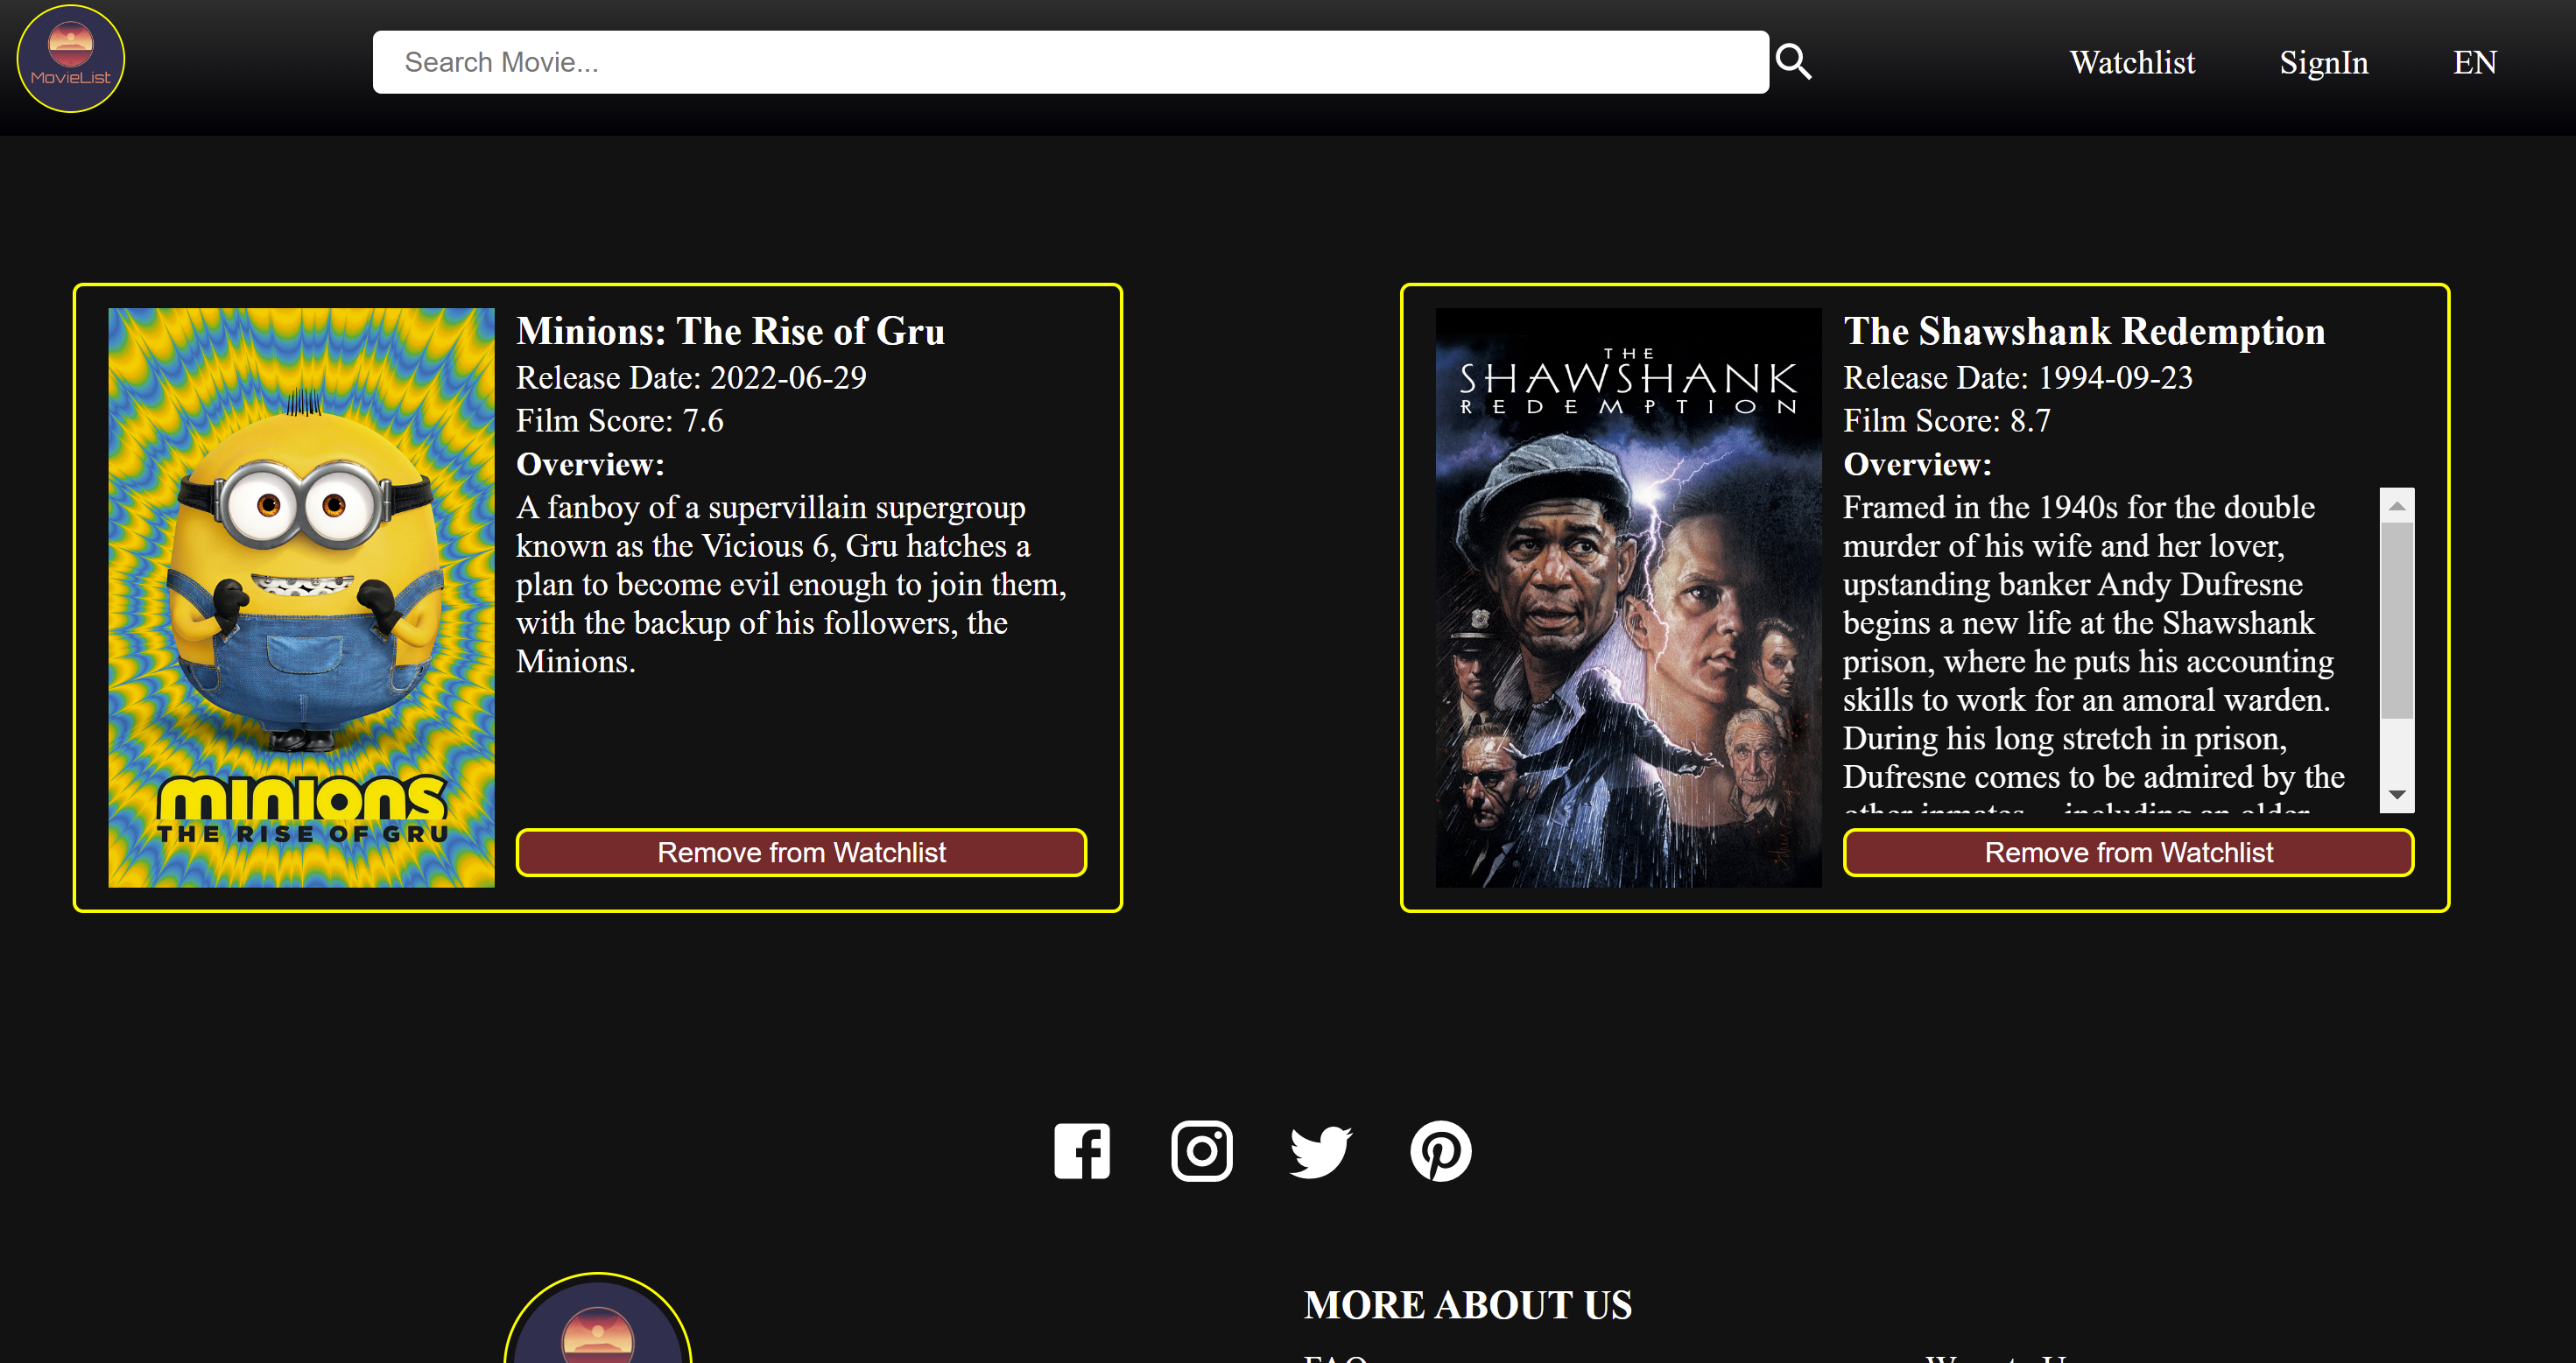 MovieList
Search Movie...
Watchlist
SignIn
EN
MINIONS
THE RISE OF GRU
Minions: The Rise of Gru
Release Date: 2022-06-29
Film Score: 7.6
Overview:
A fanboy of a supervillain supergroup
known as the Vicious 6, Gru hatches a
plan to become evil enough to join them,
with the backup of his followers, the
Minions.
Remove from Watchlist
THE
SHAWSHANK
REDEMPTION
The Shawshank Redemption
Release Date: 1994-09-23
Film Score: 8.7
Overview:
Framed in the 1940s for the double
murder of his wife and her lover,
upstanding banker Andy Dufresne
begins a new life at the Shawshank
prison, where he puts his accounting
skills to work for an amoral warden.
During his long stretch in prison,
Dufresne comes to be admired by the
other inmates -- including an older
Remove from Watchlist
MORE ABOUT US
FAQ